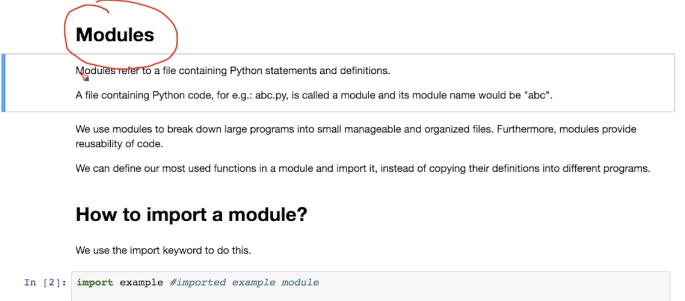 Modules
Modules refer to a file containing Python statements and definitions.
A file containing Python code, for e.g.: abc.py, is called a module and its module name would be "abc".
We use modules to break down large programs into small manageable and organized files. Furthermore, modules provide
reusability of code.
We can define our most used functions in a module and import it, instead of copying their definitions into different programs.
How to import a module?
We use the import keyword to do this.
In [2]: import example #imported example module